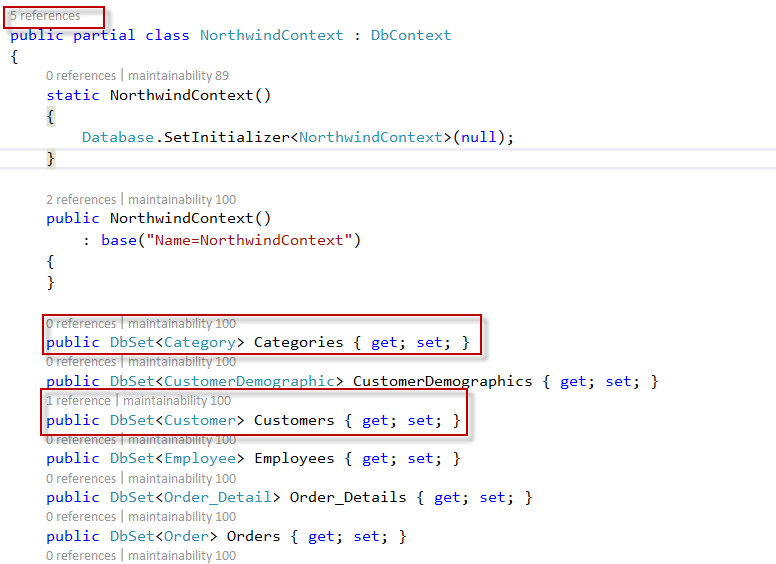 5 references
public partial class NorthwindContext : DbContext
{
0 references | maintainability 89
static NorthwindContext()
{
Database.SetInitializer<NorthwindContext>(null);
}
2 references | maintainability 100
public NorthwindContext()
: base("Name=NorthwindContext")
{
}
0 references | maintainability 100
public DbSet<Category> Categories { get; set; }
0 references | maintainability 100
public DbSet<CustomerDemographic> CustomerDemographics { get; set; }
1 reference | maintainability 100
public DbSet<Customer> Customers { get; set; }
0 references | maintainability 100
public DbSet<Employee> Employees { get; set; }
0 references | maintainability 100
public DbSet<Order_Detail> Order_Details { get; set; }
0 references | maintainability 100
public DbSet<Order> Orders { get; set; }
0 references | maintainability 100